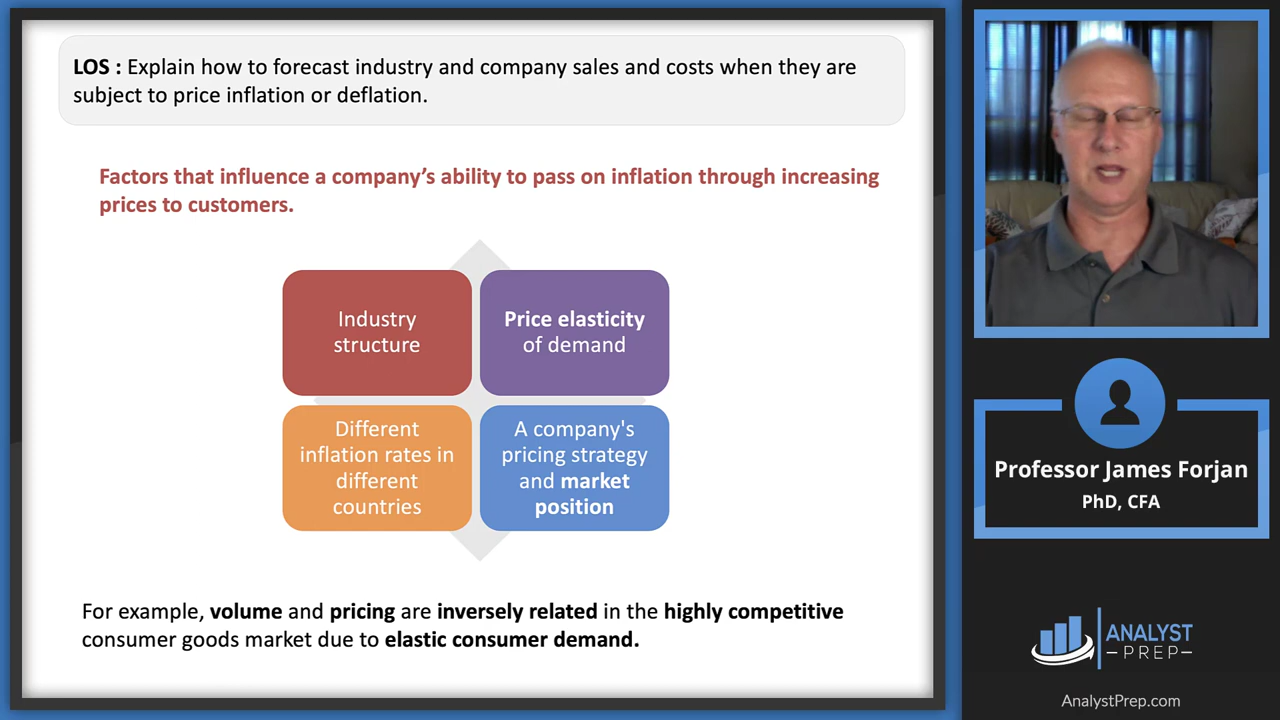 LOS : Explain how to forecast industry and company sales and costs when they are
subject to price inflation or deflation.
Factors that influence a company’s ability to pass on inflation through increasing
prices to customers.
Industry
structure
Price elasticity
of demand
Different
inflation rates in
different
countries
A company's
pricing strategy
and market
position
For example, volume and pricing are inversely related in the highly competitive
consumer goods market due to elastic consumer demand.
Professor James Forjan
PhD, CFA
ANALYST
PREP
AnalystPrep.com